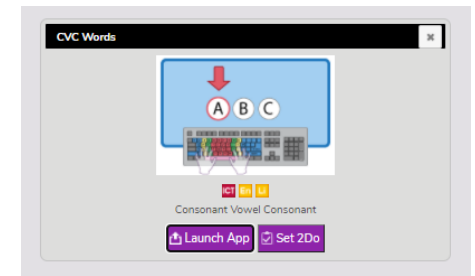 CVC Words
A B C
ICT En Li
Consonant Vowel Consonant
Launch App Set 2Do